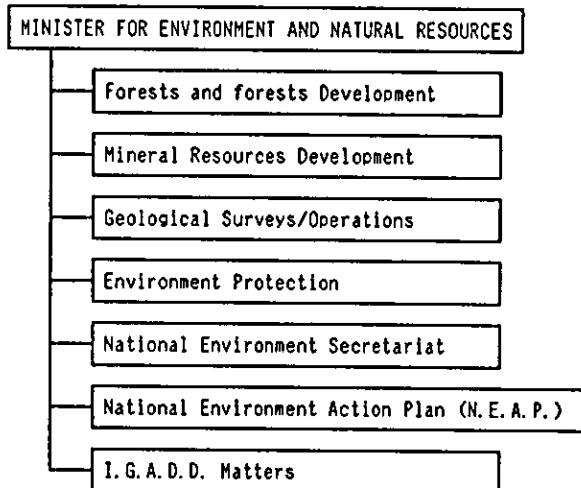 MINISTER FOR ENVIRONMENT AND NATURAL RESOURCES
Forests and forests Development
Mineral Resources Development
Geological Surveys/Operations
Environment Protection
National Environment Secretariat
National Environment Action Plan (N.E.A.P.)
I.G.A.D.D. Matters